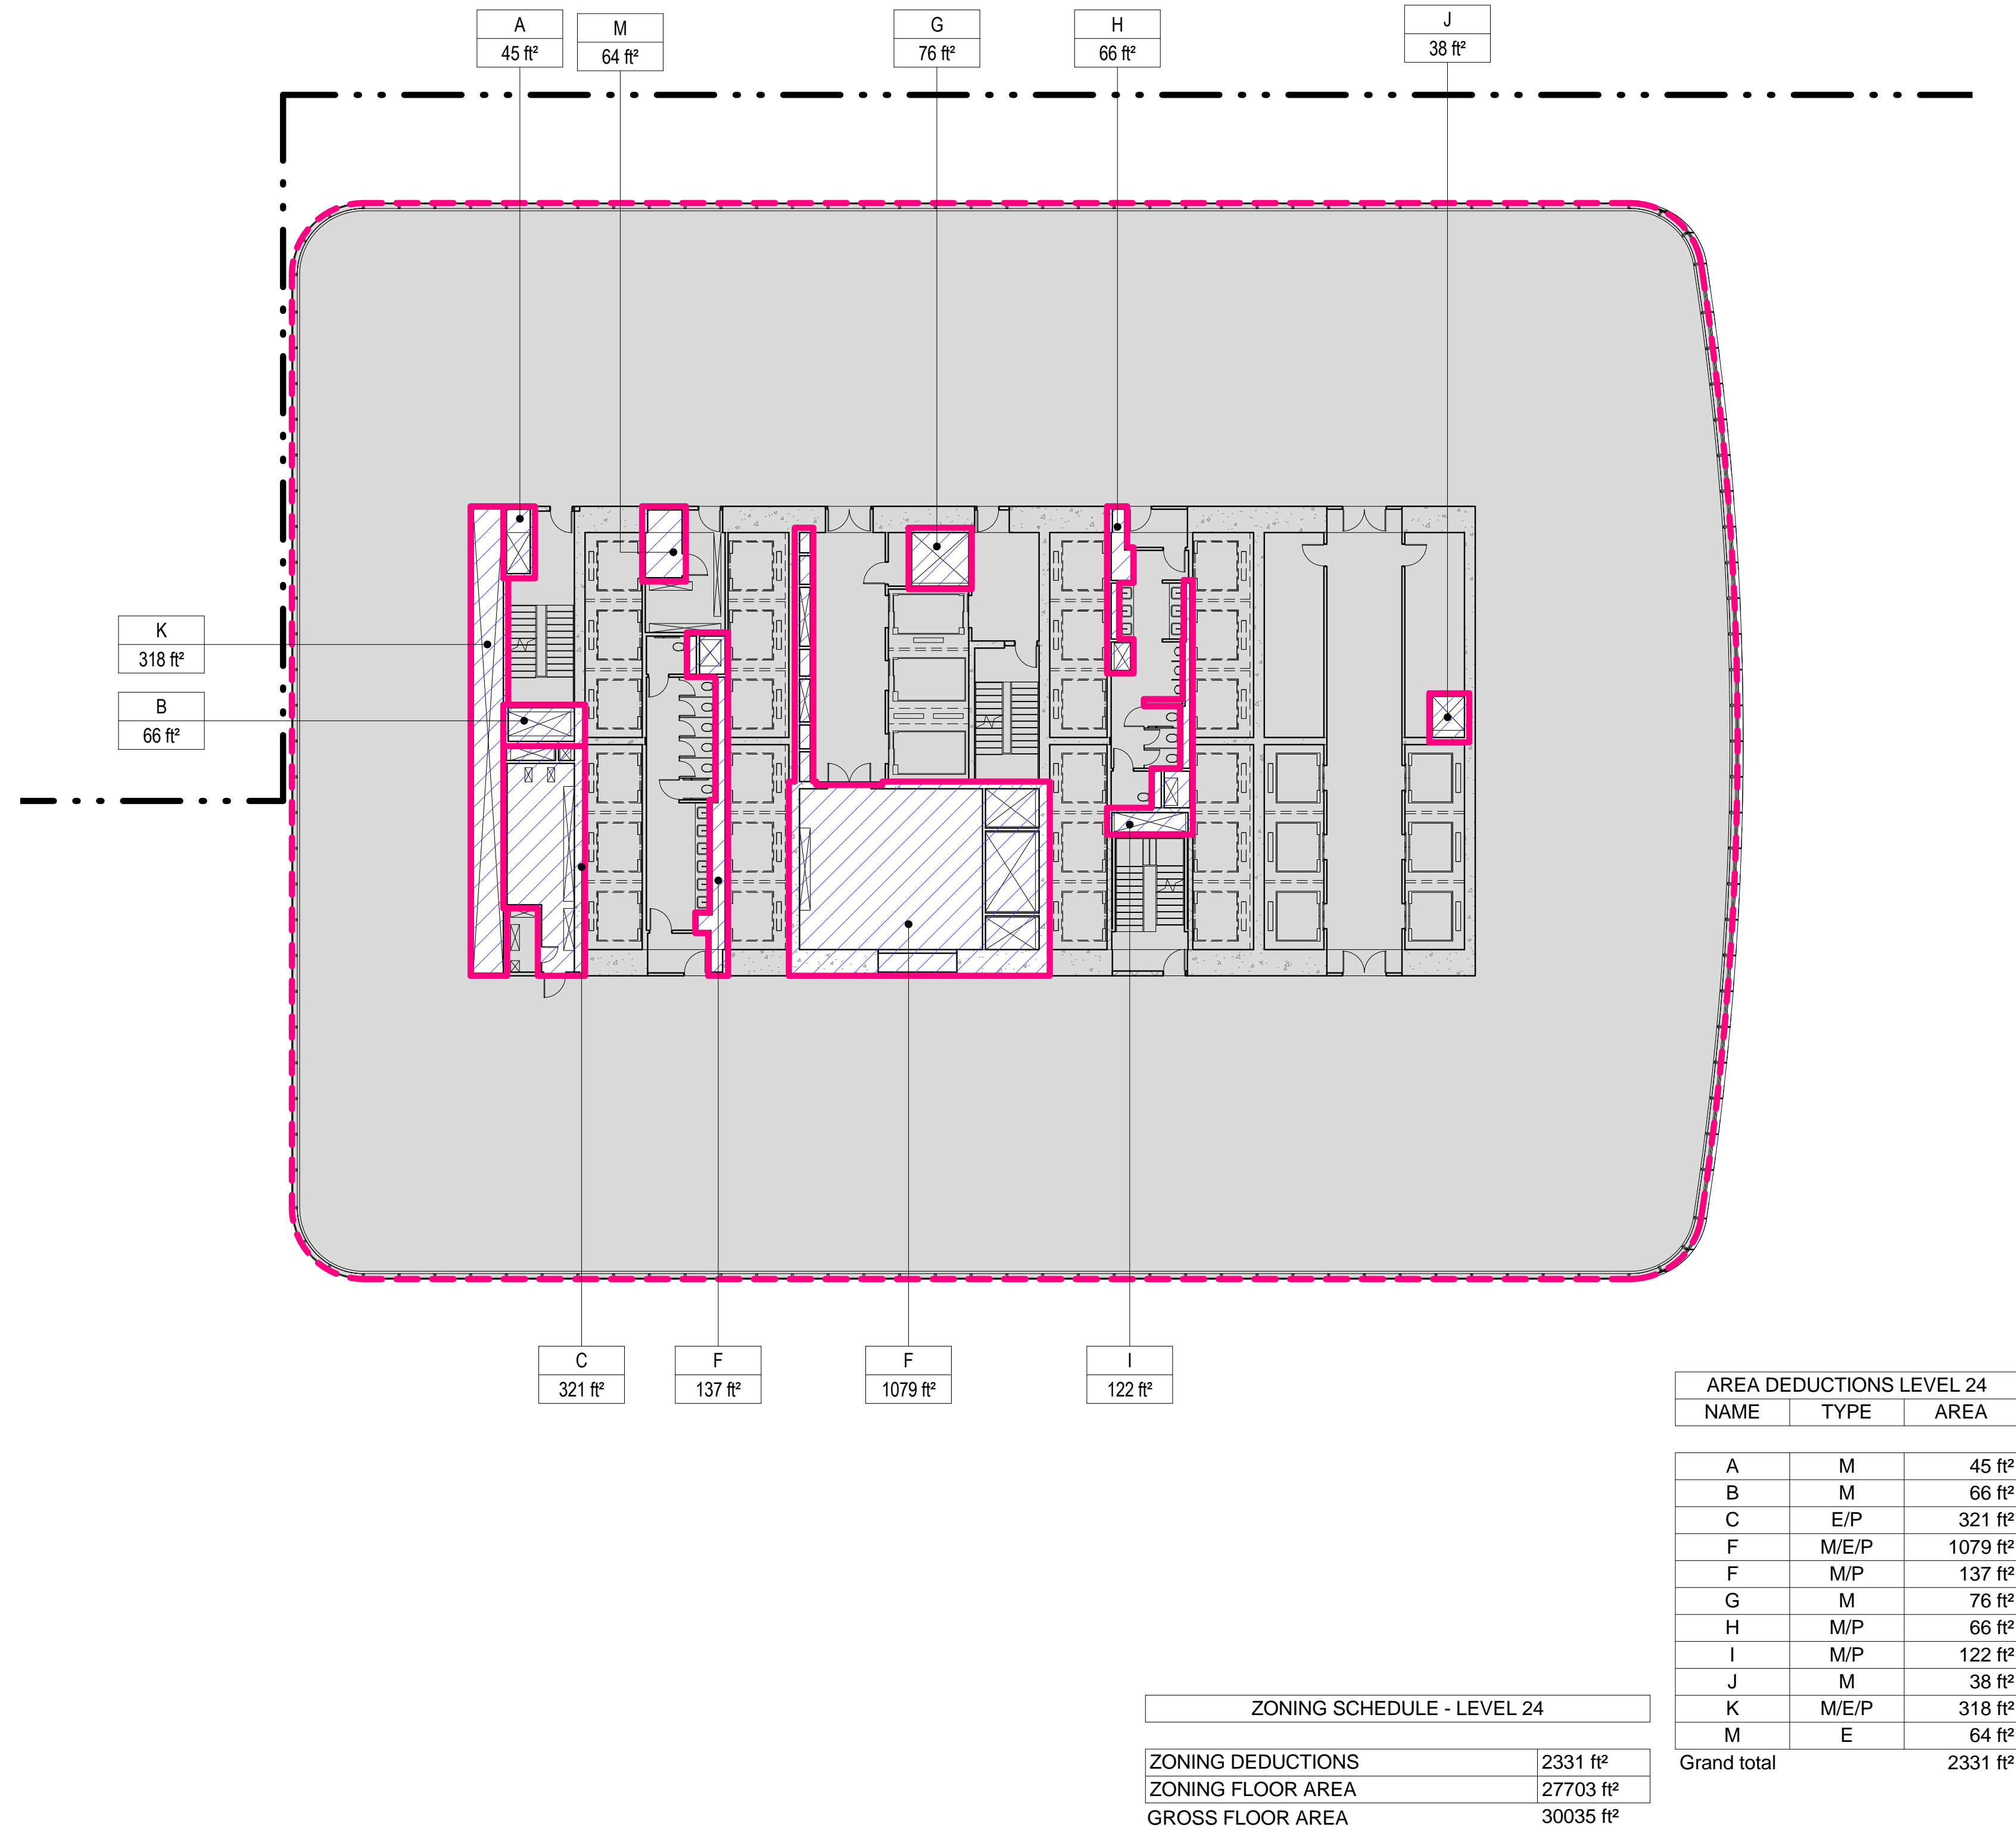 A
45 ft²
M
64 ft²
G
76 ft²
H
66 ft²
J
38 ft²
K
318 ft²
B
66 ft²
C
321 ft²
F
137 ft²
F
1079 ft²
I
122 ft²
AREA DEDUCTIONS LEVEL 24
NAME TYPE AREA
A M 45 ft²
B M 66 ft²
C E/P 321 ft²
F M/E/P 1079 ft²
F M/P 137 ft²
G M 76 ft²
H M/P 66 ft²
I M/P 122 ft²
J M 38 ft²
K M/E/P 318 ft²
M E 64 ft²
Grand total 2331 ft²
ZONING SCHEDULE - LEVEL 24
ZONING DEDUCTIONS 2331 ft²
ZONING FLOOR AREA 27703 ft²
GROSS FLOOR AREA 30035 ft²